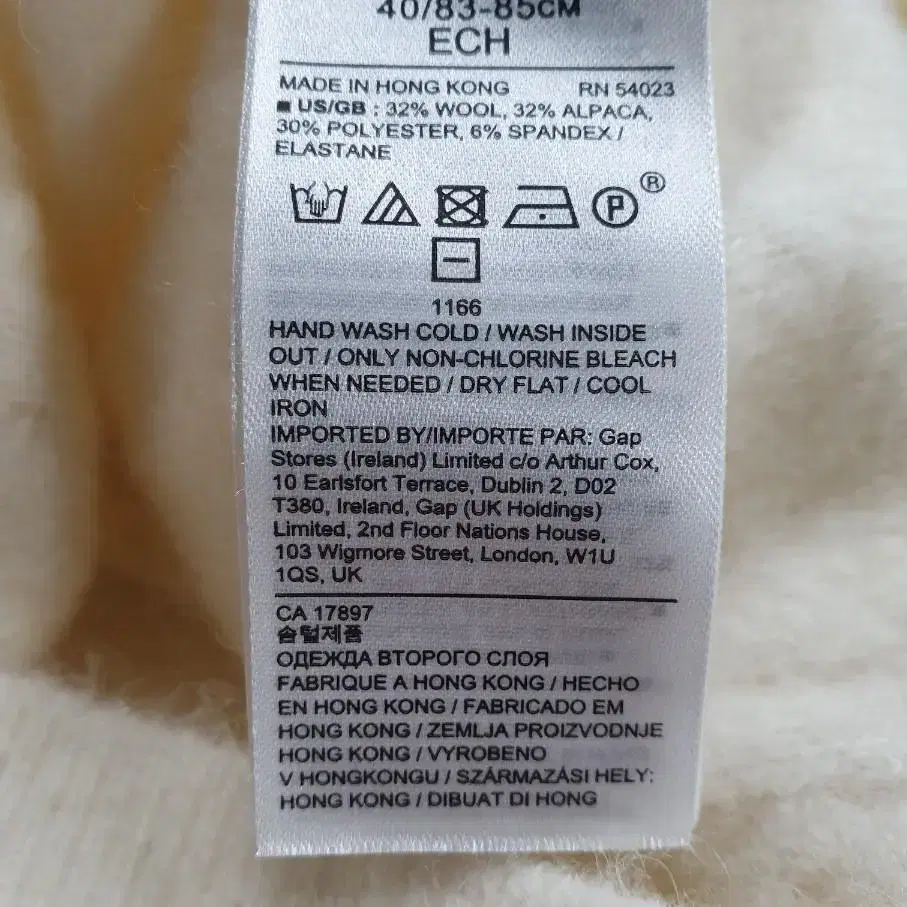 40/83-85CM
ECH
MADE IN HONG KONG RN 54023
■ US/GB : 32% WOOL, 32% ALPACA,
30% POLYESTER, 6% SPANDEX /
ELASTANE
P ®
1166
HAND WASH COLD / WASH INSIDE
OUT / ONLY NON-CHLORINE BLEACH
WHEN NEEDED / DRY FLAT / COOL
IRON
IMPORTED BY/IMPORTE PAR: Gap
Stores (Ireland) Limited c/o Arthur Cox,
10 Earlsfort Terrace, Dublin 2, D02
T380, Ireland, Gap (UK Holdings)
Limited, 2nd Floor Nations House,
103 Wigmore Street, London, W1U
1QS, UK
CA 17897
솜털제품
ОДЕЖДА ВТОРОГО СЛОЯ
FABRIQUE A HONG KONG / HECHO
EN HONG KONG / FABRICADO EM
HONG KONG / ZEMLJA PROIZVODNJE
HONG KONG / VYROBENO
V HONGKONGU / SZÁRMAZÁSI HELY:
HONG KONG / DIBUAT DI HONG